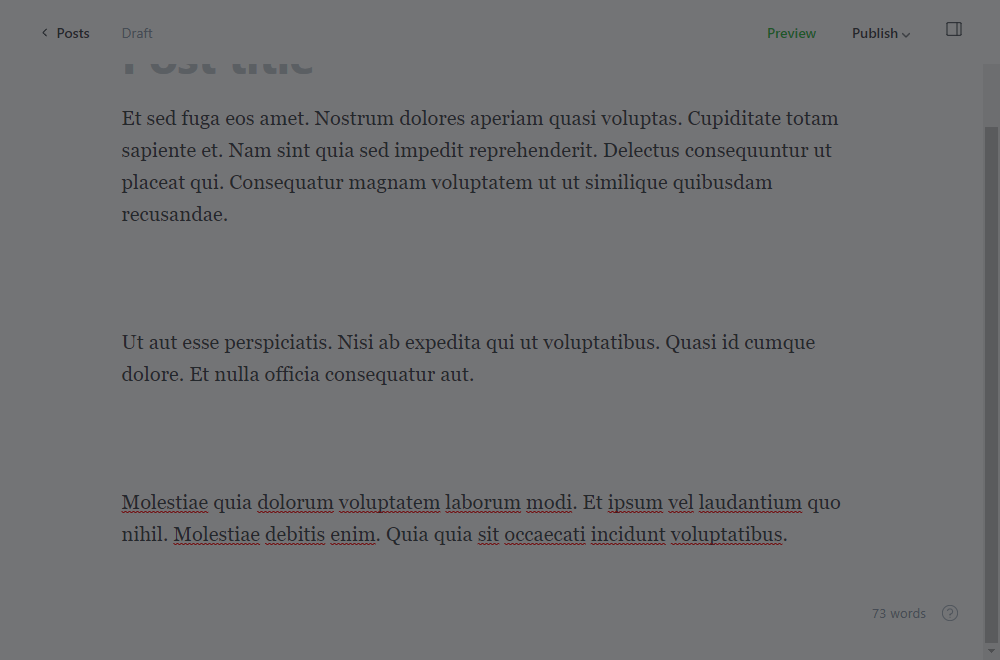 Posts
Draft
Preview
Publish
Post title
Et sed fuga eos amet. Nostrum dolores aperiam quasi voluptas. Cupiditate totam
sapiente et. Nam sint quia sed impedit reprehenderit. Delectus consequuntur ut
placeat qui. Consequatur magnam voluptatem ut ut similique quibusdam
recusandae.
Ut aut esse perspiciatis. Nisi ab expedita qui ut voluptatibus. Quasi id cumque
dolore. Et nulla officia consequatur aut.
Molestiae quia dolorum voluptatem laborum modi. Et ipsum vel laudantium quo
nihil. Molestiae debitis enim. Quia quia sit occaecati incidunt voluptatibus.
73 words
?